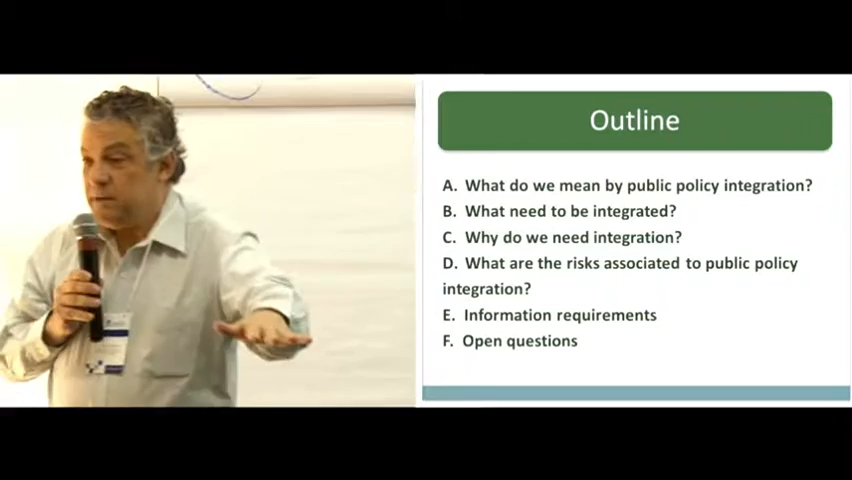 Outline
A. What do we mean by public policy integration?
B. What need to be integrated?
C. Why do we need integration?
D. What are the risks associated to public policy
integration?
E. Information requirements
F. Open questions